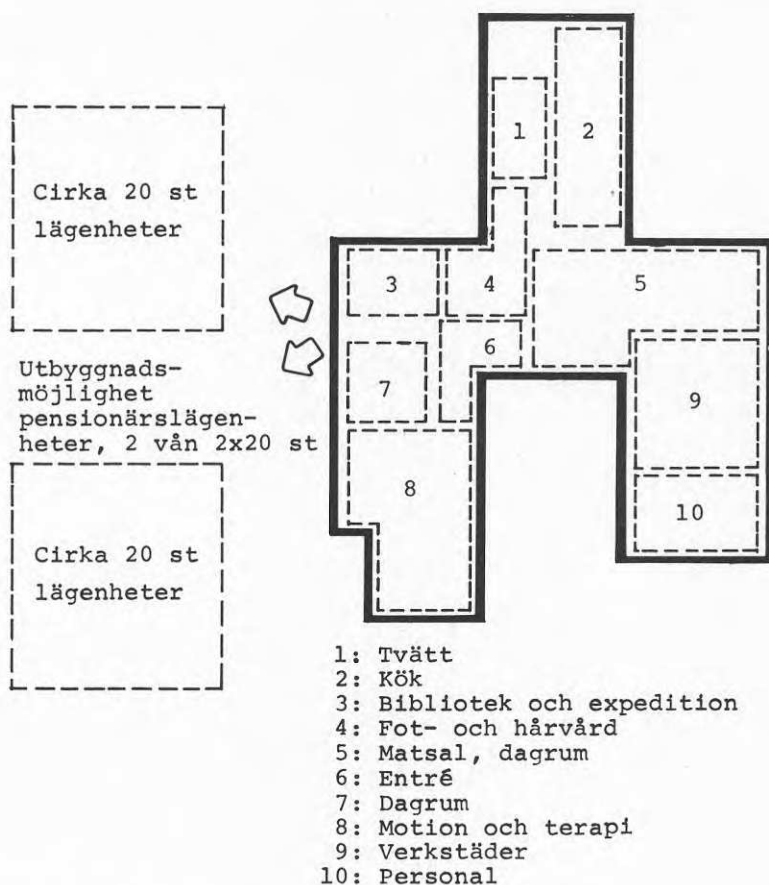 Cirka 20 st
lägenheter
Utbyggnads-
möjlighet
pensionärslägen-
heter, 2 vån 2x20 st
Cirka 20 st
lägenheter
1
2
3
4
5
6
7
8
9
10
1: Tvätt
2: Kök
3: Bibliotek och expedition
4: Fot- och hårvård
5: Matsal, dagrum
6: Entré
7: Dagrum
8: Motion och terapi
9: Verkstäder
10: Personal